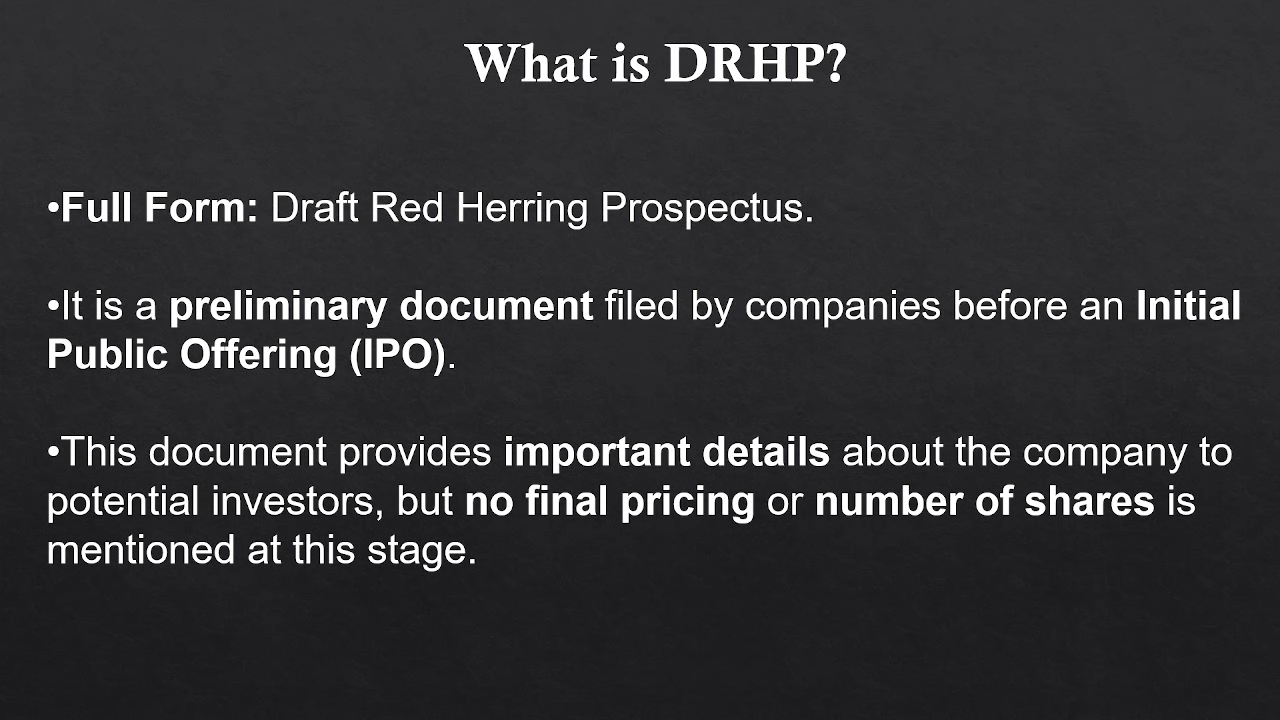 What is DRHP?
•Full Form: Draft Red Herring Prospectus.
•It is a preliminary document filed by companies before an Initial
Public Offering (IPO).
•This document provides important details about the company to
potential investors, but no final pricing or number of shares is
mentioned at this stage.